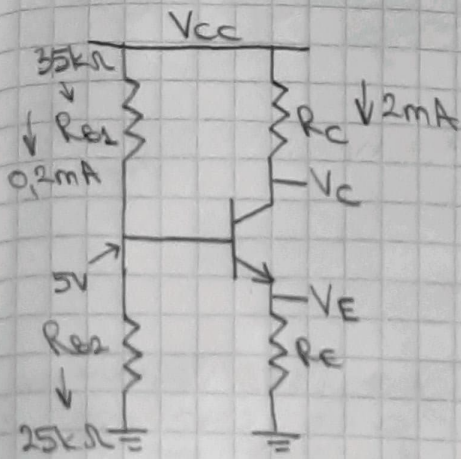 VCC
35kΩ
RB1
0,2mA
RC
2mA
VC
5V
VE
RB2
RE
25kΩ